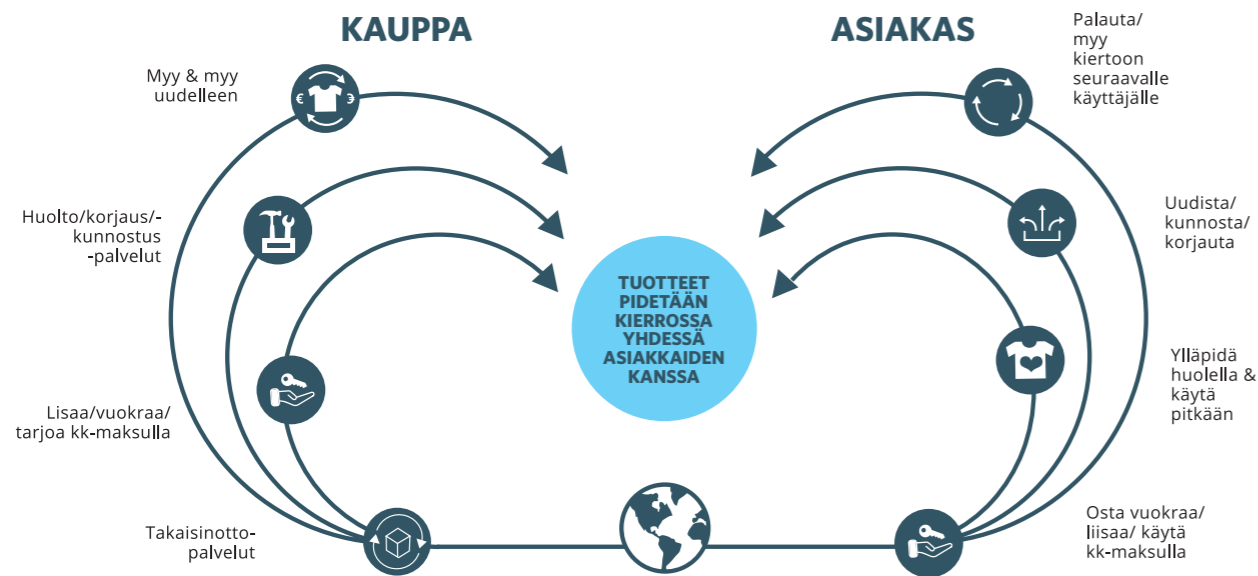 KAUPPA
Myy & myy
uudelleen
€ €
Huolto/korjaus/-
kunnostus
-palvelut
Lisaa/vuokraa/
tarjoa kk-maksulla
Takaisinotto-
palvelut
TUOTTEET
PIDETÄÄN
KIERROSSA
YHDESSÄ
ASIAKKAIDEN
KANSSA
ASIAKAS
Palauta/
myy
kiertoon
seuraavalle
käyttäjälle
Uudista/
kunnosta/
korjauta
Ylläpidä
huolella &
käytä
pitkään
Osta vuokraa/
liisaa/ käytä
kk-maksulla